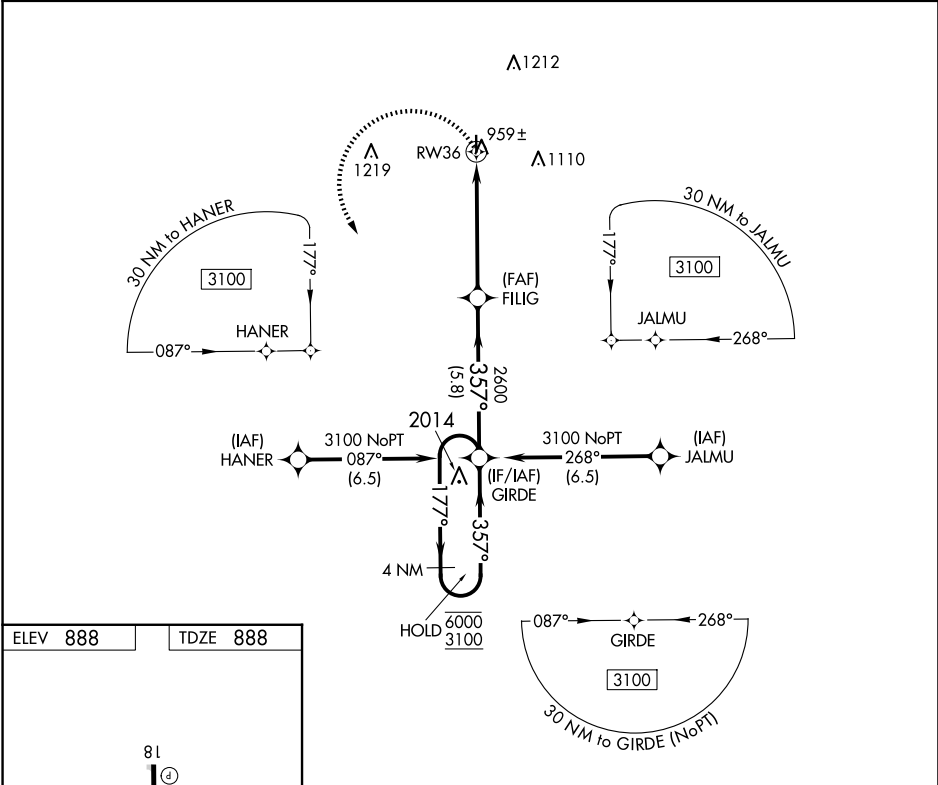 1212
959±
RW36
1219
1110
30 NM to HANER
177°
3100
HANER
087°
30 NM to JALMU
177°
3100
JALMU
268°
(FAF)
FILIG
2600
357°
(5.8)
2014
(IAF)
HANER
3100 NoPT
087°
(6.5)
(IF/IAF)
GIRDE
3100 NoPT
268°
(6.5)
(IAF)
JALMU
177°
357°
4 NM
HOLD
6000
3100
087°
268°
GIRDE
3100
30 NM to GIRDE (NoPT)
ELEV 888
TDZE 888
18
P